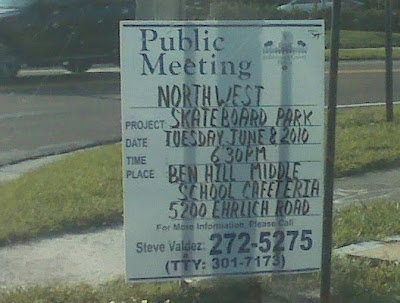 Public
Meeting
NORTHWEST
PROJECT SKATEBOARD PARK
DATE TUESDAY, JUNE 8 2010
TIME 6:30PM
PLACE BEN HILL MIDDLE
SCHOOL CAFETERIA
5200 EHRLICH ROAD
For More Information, Please Call
Steve Valdez: 272-5275
(TTY: 301-7173)